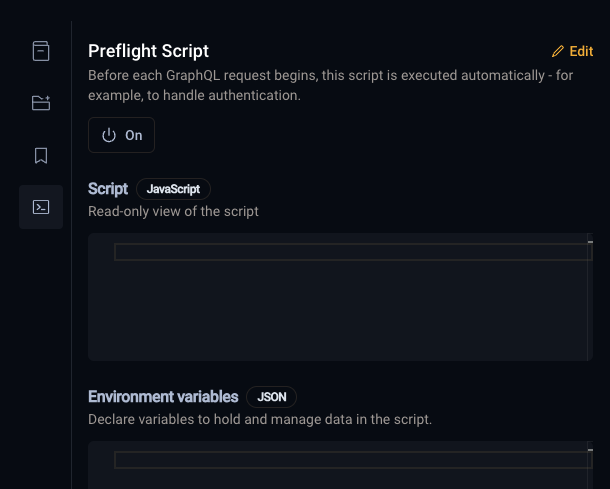 Preflight Script
Edit
Before each GraphQL request begins, this script is executed automatically - for
example, to handle authentication.
On
Script JavaScript
Read-only view of the script
Environment variables JSON
Declare variables to hold and manage data in the script.